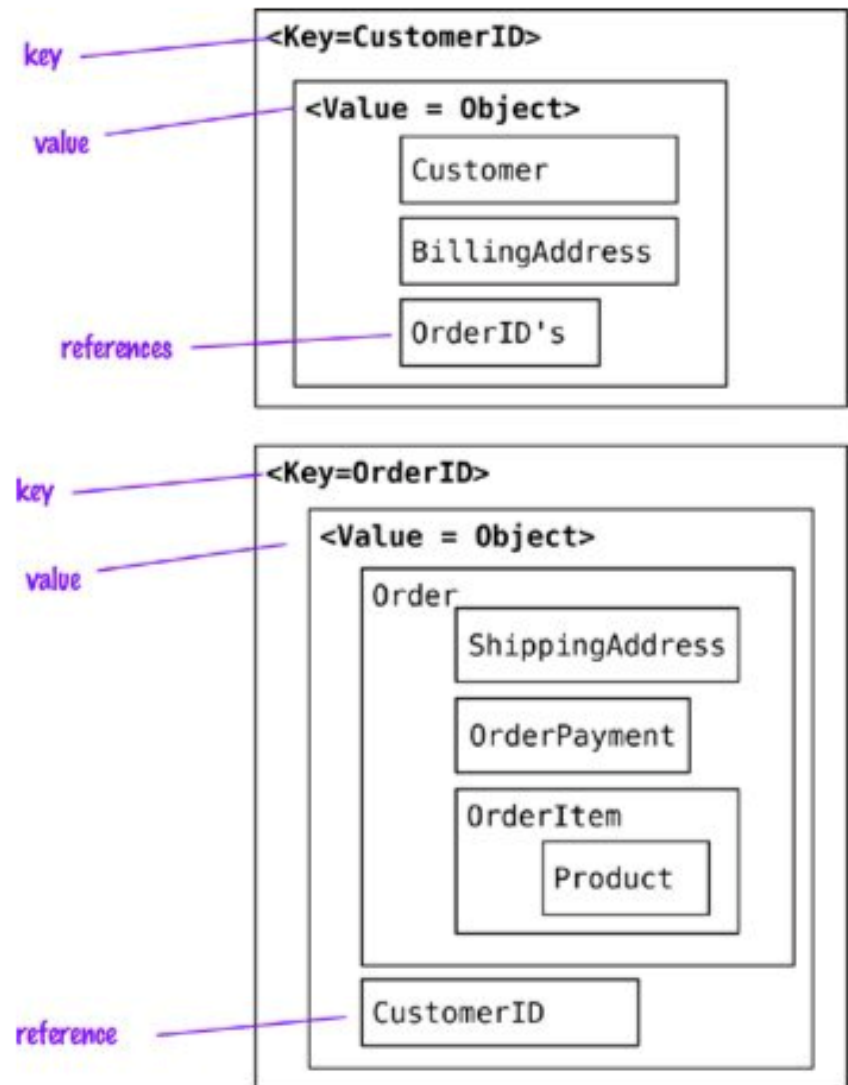 <Key=CustomerID>
key
<Value = Object>
value
Customer
BillingAddress
OrderID's
references
<Key=OrderID>
key
<Value = Object>
value
Order
ShippingAddress
OrderPayment
OrderItem
Product
CustomerID
reference